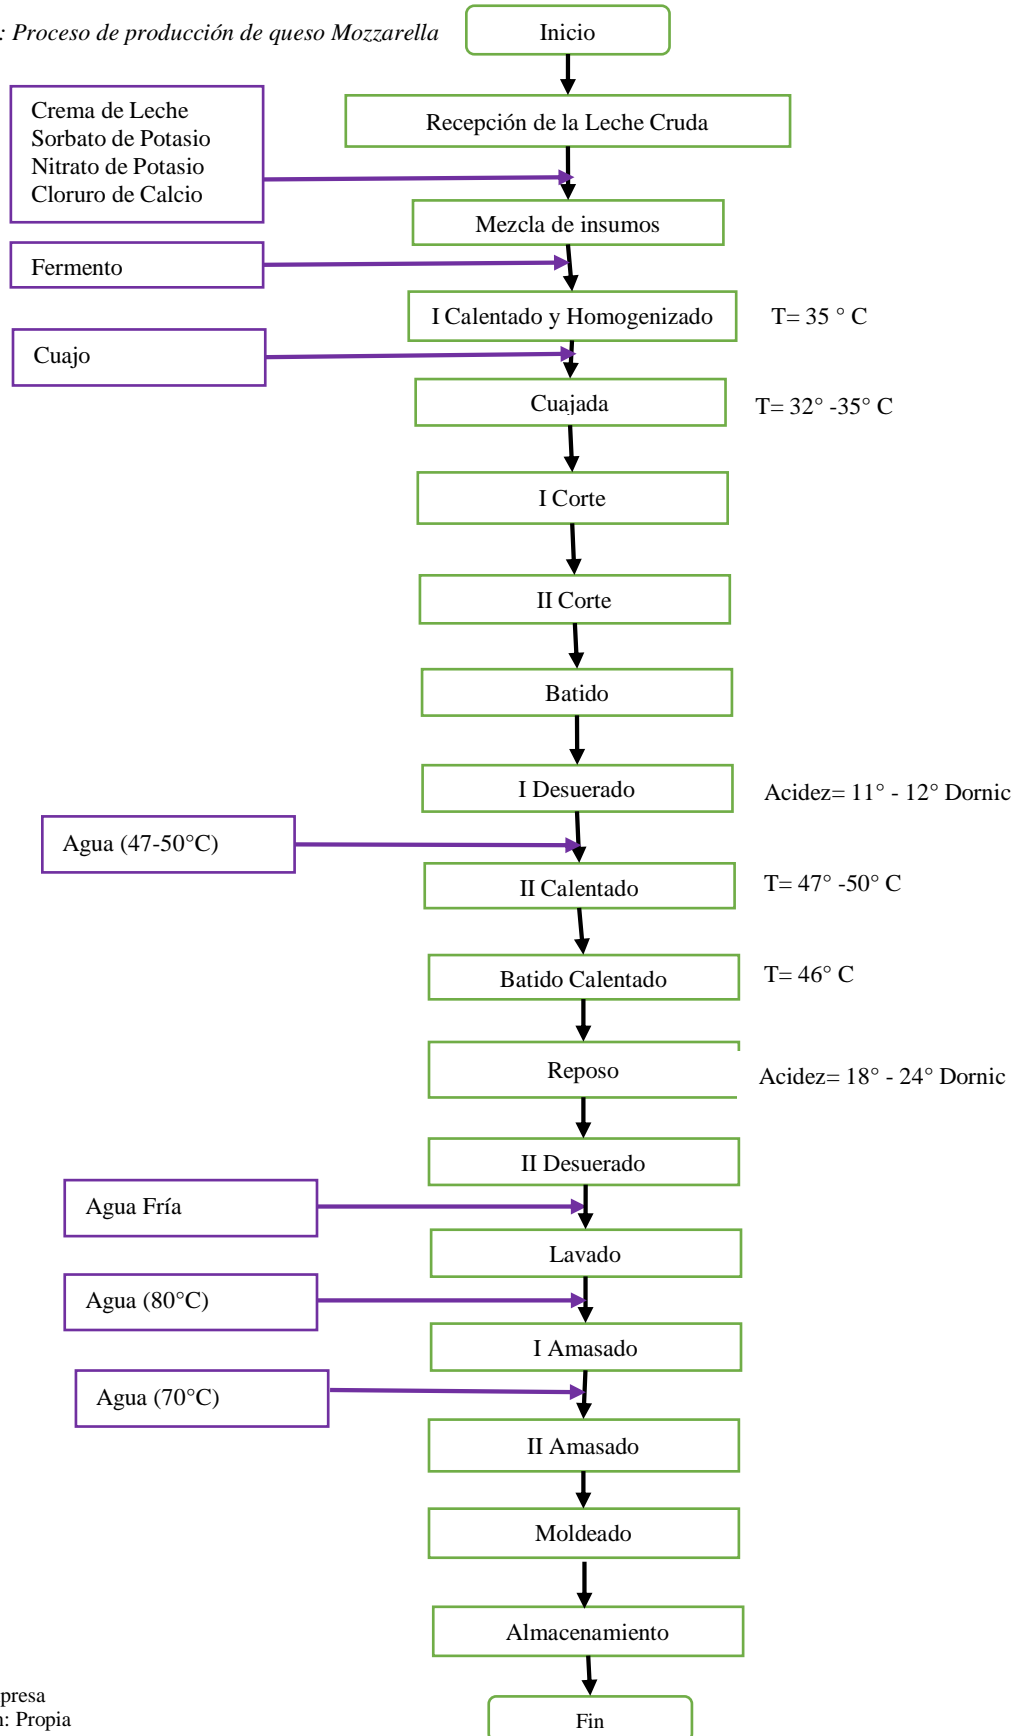 : Proceso de producción de queso Mozzarella
Inicio
Crema de Leche
Sorbato de Potasio
Nitrato de Potasio
Cloruro de Calcio
Recepción de la Leche Cruda
Mezcla de insumos
Fermento
I Calentado y Homogenizado
T= 35 ° C
Cuajo
Cuajada
T= 32° -35° C
I Corte
II Corte
Batido
I Desuerado
Acidez= 11° - 12° Dornic
Agua (47-50°C)
II Calentado
T= 47° -50° C
Batido Calentado
T= 46° C
Reposo
Acidez= 18° - 24° Dornic
II Desuerado
Agua Fría
Lavado
Agua (80°C)
I Amasado
Agua (70°C)
II Amasado
Moldeado
Almacenamiento
Fin
presa
n: Propia